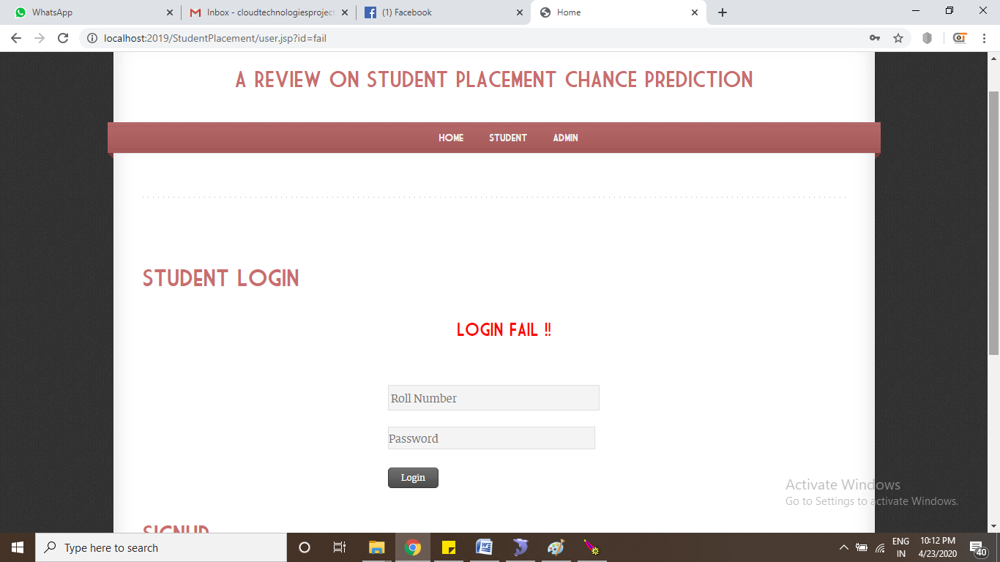 WhatsApp
Inbox - cloudtechnologiesproject
(1) Facebook
Home
localhost:2019/StudentPlacement/user.jsp?id=fail
A REVIEW ON STUDENT PLACEMENT CHANCE PREDICTION
HOME STUDENT ADMIN
STUDENT LOGIN
LOGIN FAIL !!
Roll Number
Password
Login
Activate Windows
Go to Settings to activate Windows.
SIGNUP
Type here to search
ENG
IN
10:12 PM
4/23/2020
40